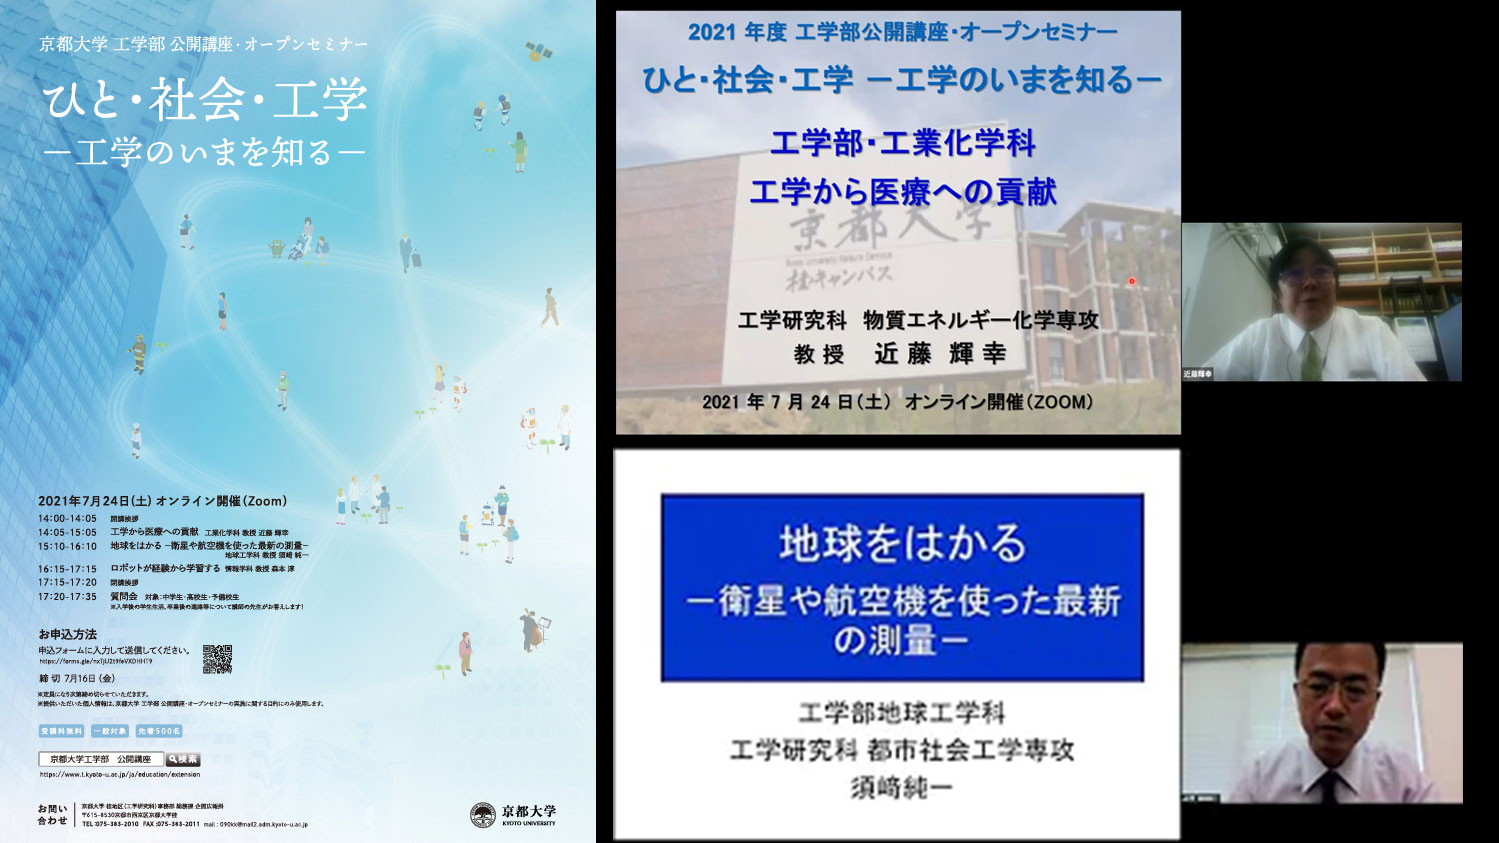 京都大学 工学部 公開講座・オープンセミナー
ひと・社会・工学
－工学のいまを知る－
2021年7月24日(土) オンライン開催(Zoom)
14:00-14:05 開講挨拶
14:05-15:05 工学から医療への貢献 工業化学科 教授 近藤 輝幸
15:10-16:10 地球をはかる －衛星や航空機を使った最新の測量－
地球工学科 教授 須﨑 純一
16:15-17:15 ロボットが経験から学習する 情報学科 教授 森本 淳
17:15-17:20 閉講挨拶
17:20-17:35 質問会 対象:中学生・高校生・予備校生
※入学後の学生生活、卒業後の進路等について講師の先生がお答えします!
お申込方法
申込フォームに入力して送信してください。
締 切 7月16日 (金)
※定員になり次第締め切らせていただきます。
※提供いただいた個人情報は、京都大学 工学部 公開講座・オープンセミナーの実施に関する目的にのみ使用します。
受講料無料 一般対象 先着500名
京都大学工学部 公開講座 検索
https://www.t.kyoto-u.ac.jp/ja/education/extension
お問い
合わせ
京都大学 桂地区(工学研究科)事務部 総務課 企画広報掛
〒615-8530京都市西京区京都大学桂
TEL:075-383-2010 FAX:075-383-2011 mail : 090kk@mail2.adm.kyoto-u.ac.jp
京都大学
KYOTO UNIVERSITY
2021 年度 工学部公開講座・オープンセミナー
ひと・社会・工学 －工学のいまを知る－
工学部・工業化学科
工学から医療への貢献
京都大学
桂キャンパス
工学研究科 物質エネルギー化学専攻
教 授 近 藤 輝 幸
2021 年 7 月 24 日(土) オンライン開催(ZOOM)
近藤輝幸
地球をはかる
－衛星や航空機を使った最新
の測量－
工学部地球工学科
工学研究科 都市社会工学専攻
須﨑純一